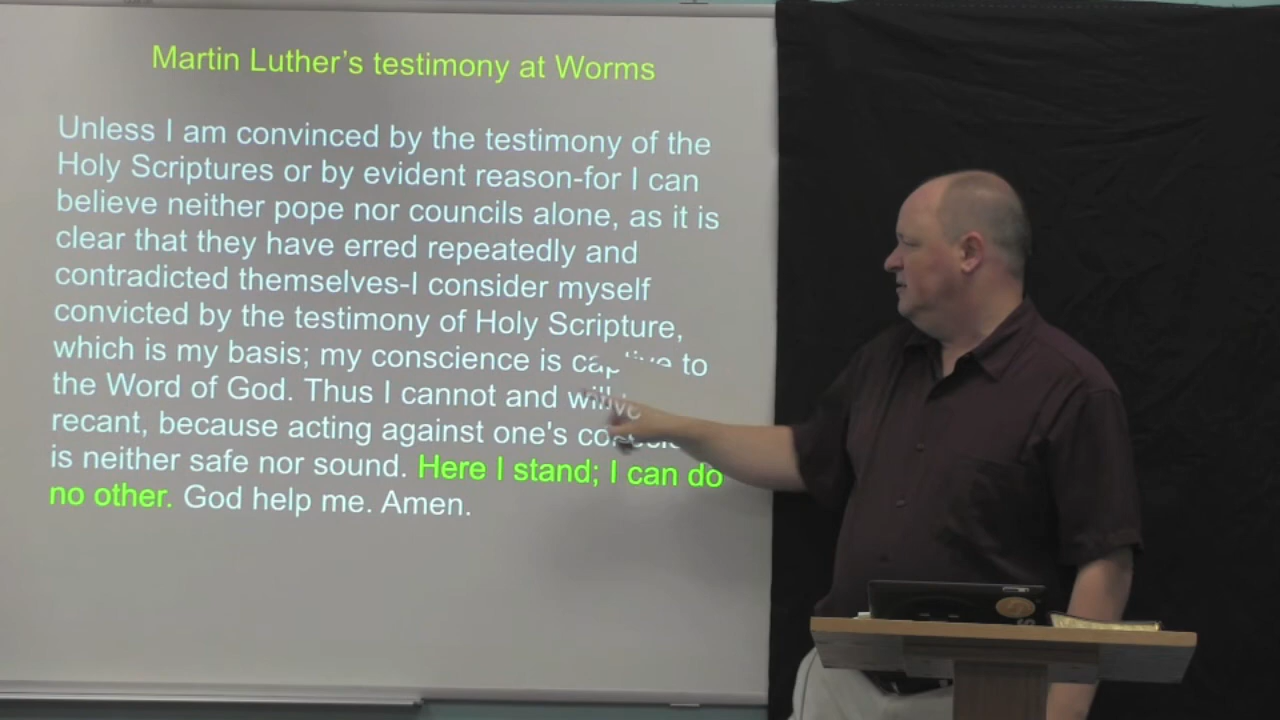 Martin Luther's testimony at Worms
Unless I am convinced by the testimony of the
Holy Scriptures or by evident reason-for I can
believe neither pope nor councils alone, as it is
clear that they have erred repeatedly and
contradicted themselves-I consider myself
convicted by the testimony of Holy Scripture,
which is my basis; my conscience is captive to
the Word of God. Thus I cannot and will
recant, because acting against one's
is neither safe nor sound. Here I stand; I can do
no other. God help me. Amen.